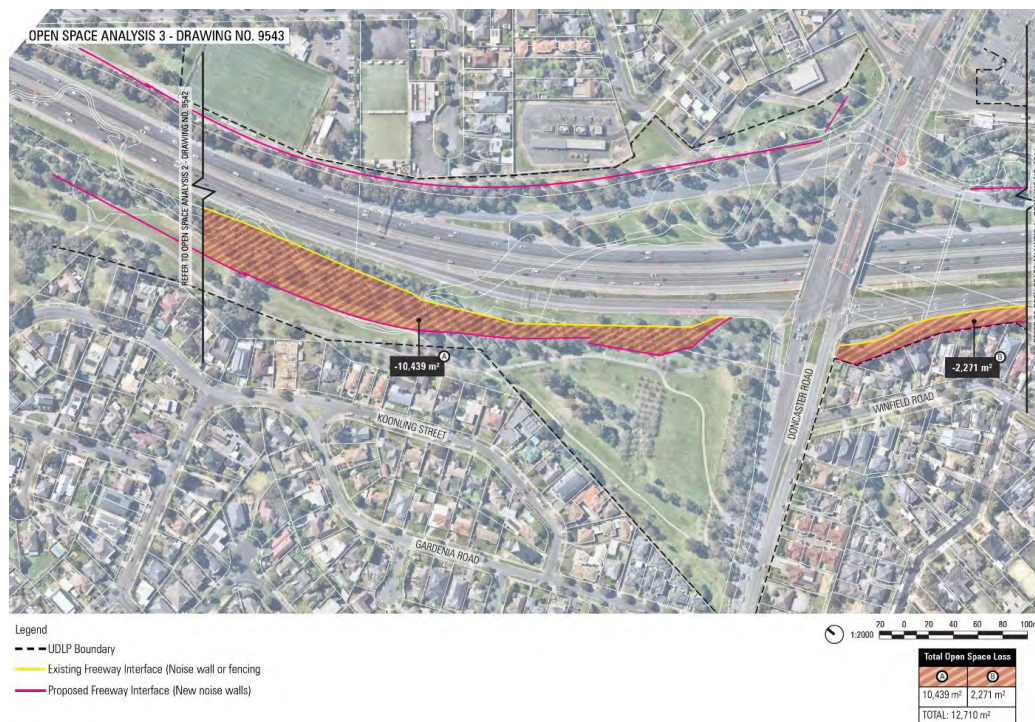 OPEN SPACE ANALYSIS 3 - DRAWING NO. 9543
REFER TO OPEN SPACE ANALYSIS 2 - DRAWING NO. 9542
-10,439 m²
A
-2,271 m²
B
DONCASTER ROAD
WINFIELD ROAD
KOONUNG STREET
GARDENIA ROAD
Legend
UDLP Boundary
Existing Freeway Interface (Noise wall or fencing
Proposed Freeway Interface (New noise walls)
1:2000
20 0 20 40 60 80 100m
Total Open Space Loss
A B
10,439 m² 2,271 m²
TOTAL: 12,710 m²